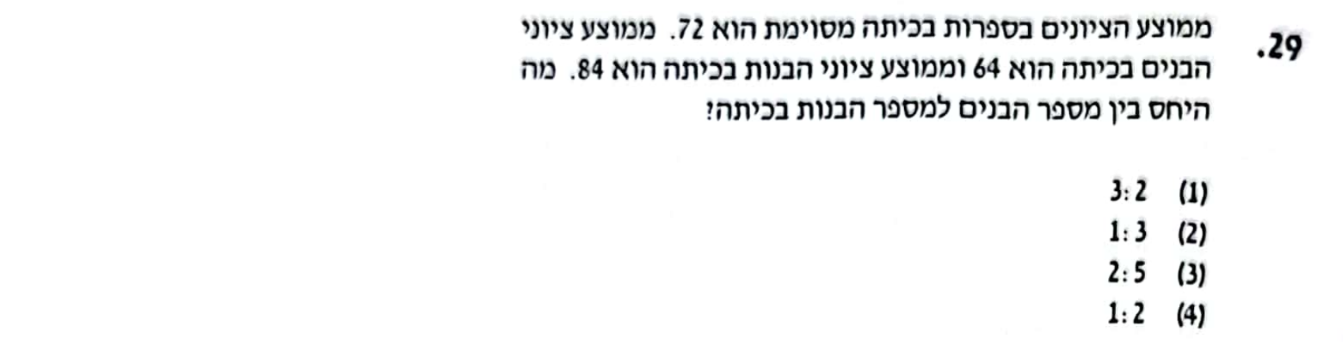 29. ממוצע הציונים בספרות בכיתה מסוימת הוא 72. ממוצע ציוני
הבנים בכיתה הוא 64 וממוצע ציוני הבנות בכיתה הוא 84. מה
היחס בין מספר הבנים למספר הבנות בכיתה?
(1) 3:2
(2) 1:3
(3) 2:5
(4) 1:2